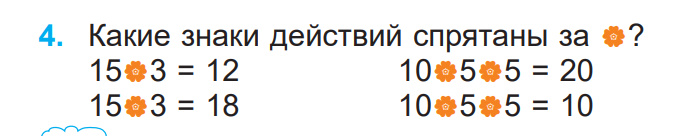 4. Какие знаки действий спрятаны за ?
15 3 = 12 10 5 5 = 20
15 3 = 18 10 5 5 = 10